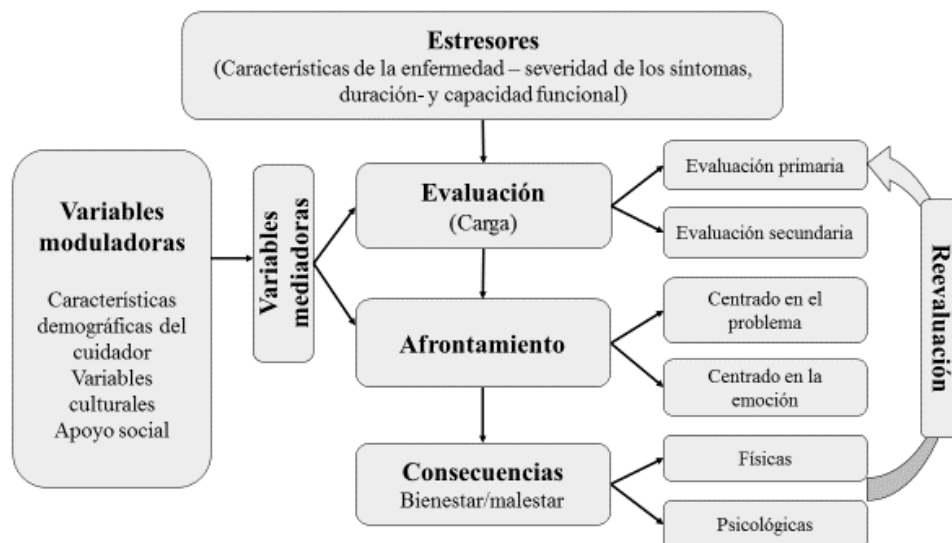 Estresores
(Características de la enfermedad – severidad de los síntomas,
duración- y capacidad funcional)
Variables
moduladoras
Características
demográficas del
cuidador
Variables
culturales
Apoyo social
Variables
mediadoras
Evaluación
(Carga)
Evaluación primaria
Evaluación secundaria
Afrontamiento
Centrado en el
problema
Centrado en la
emoción
Consecuencias
Bienestar/malestar
Físicas
Psicológicas
Reevaluación